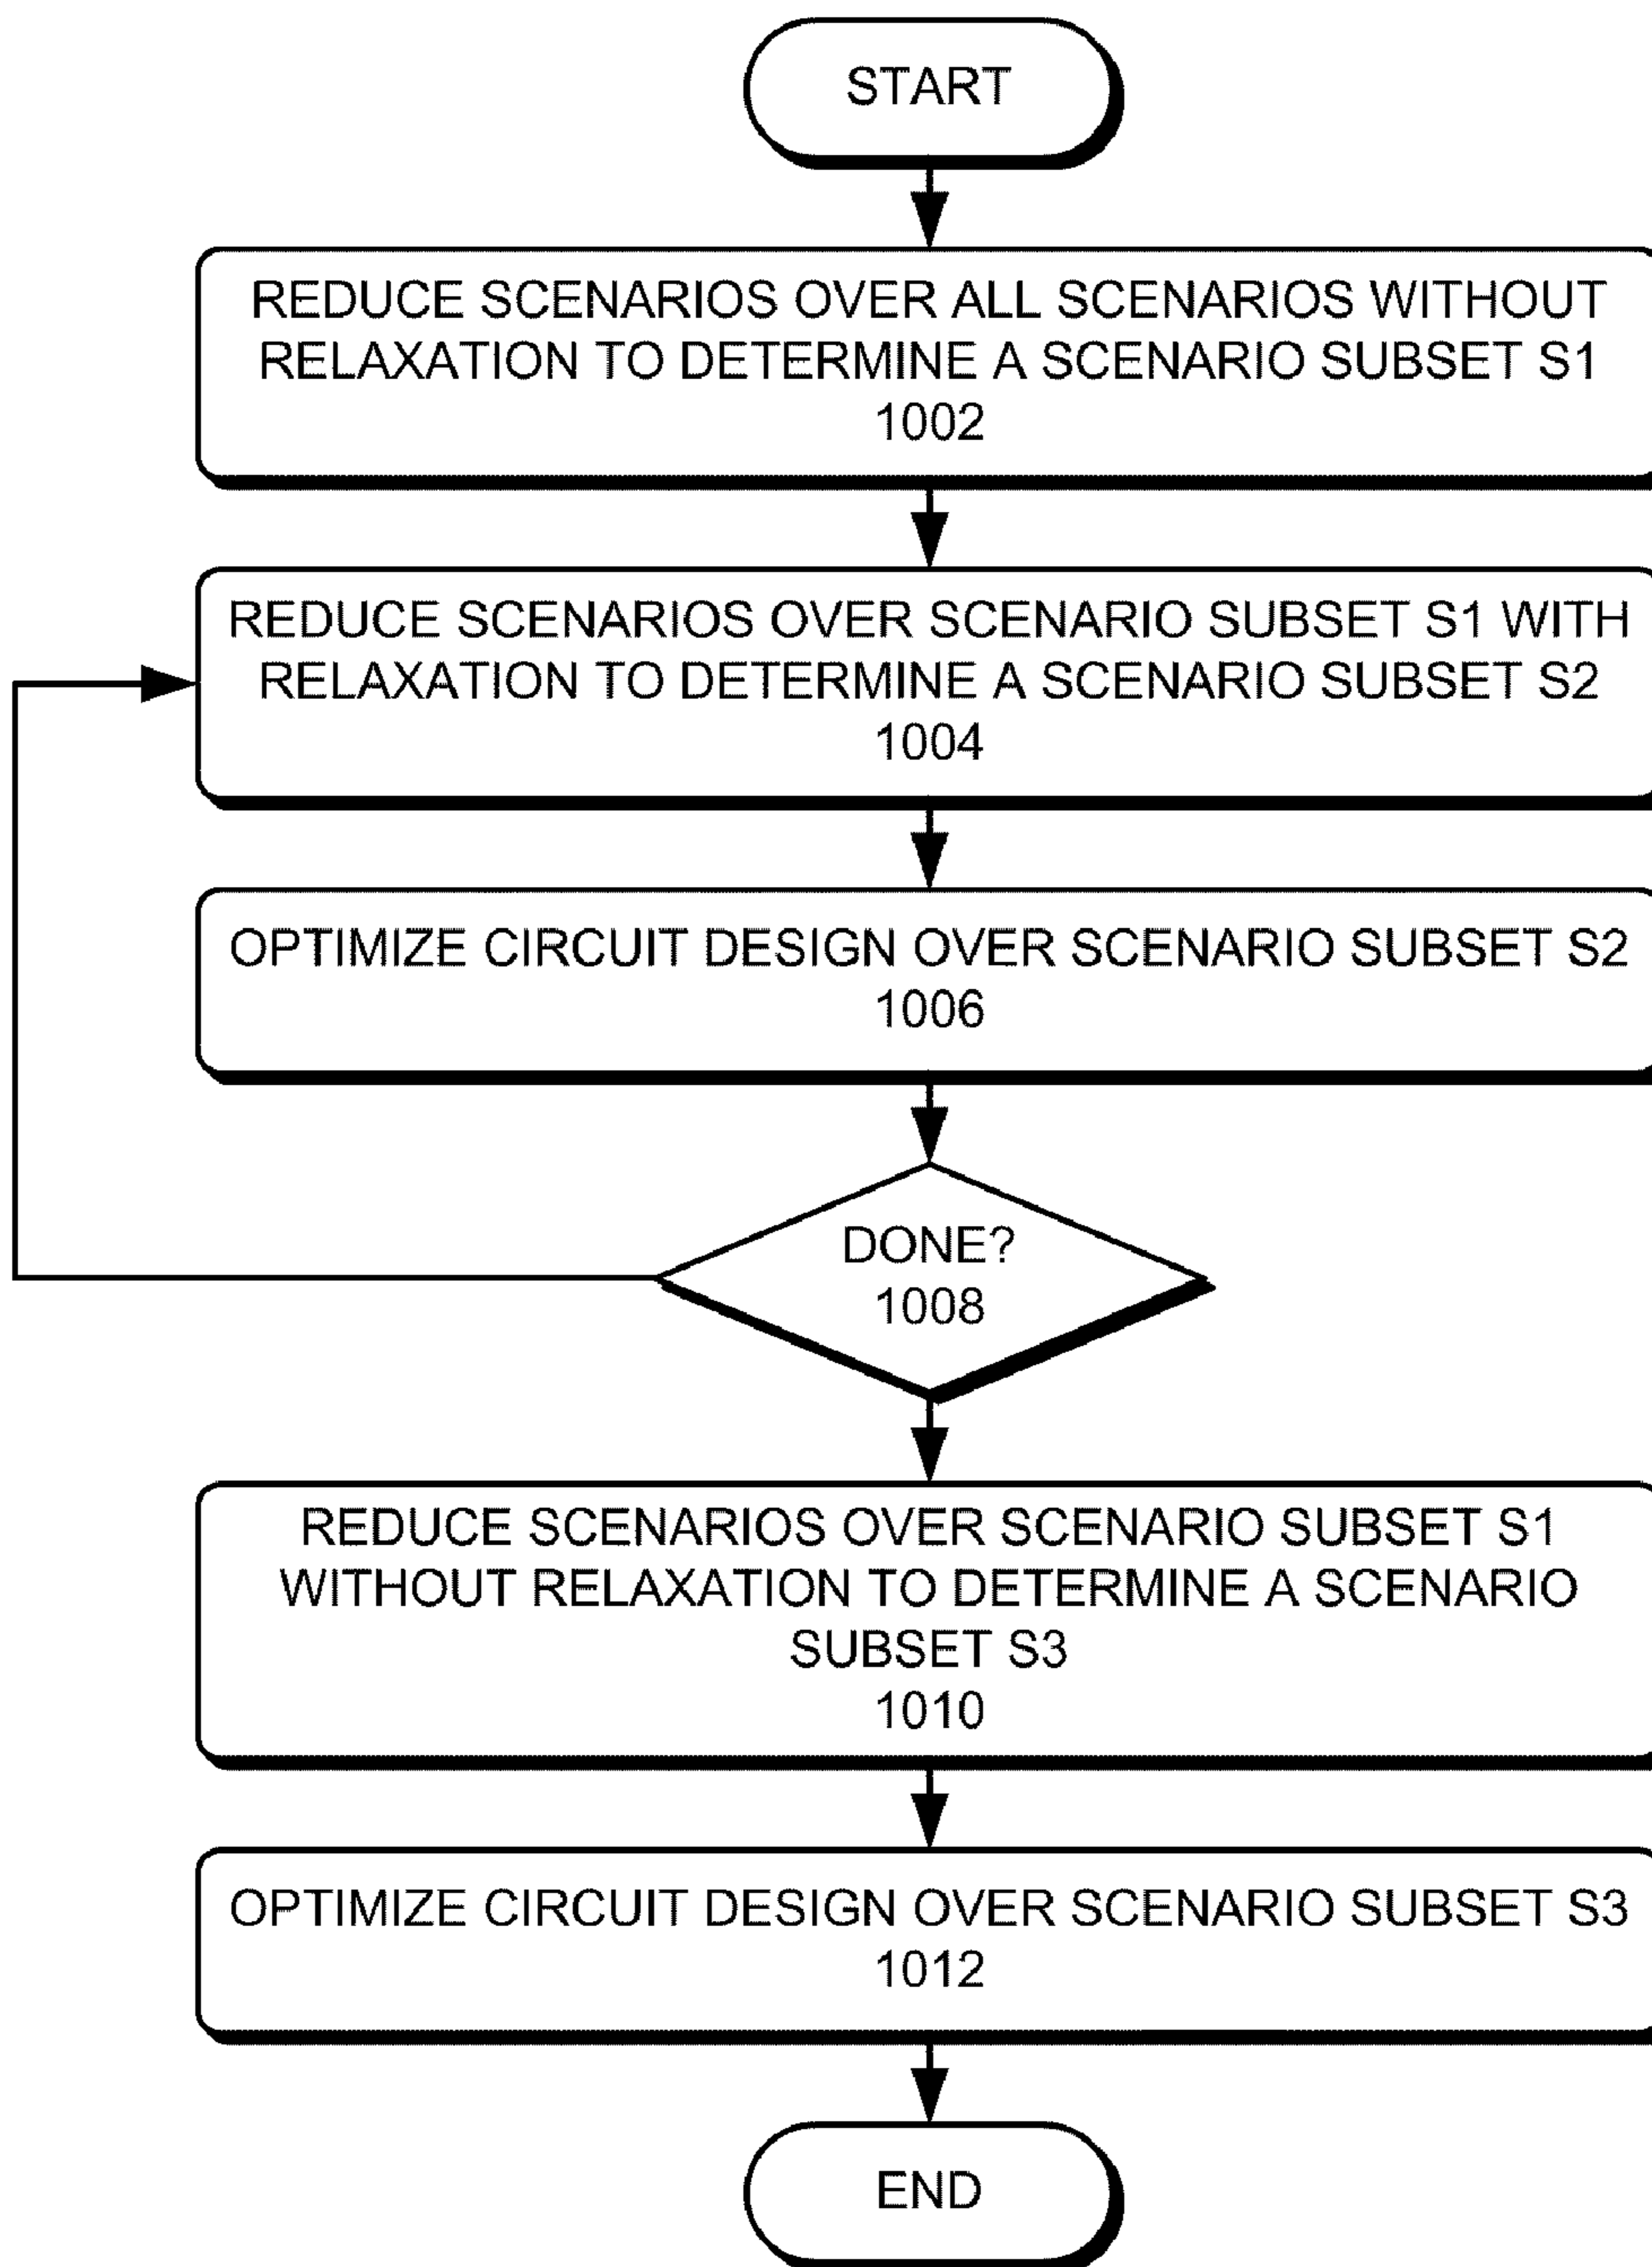 START
REDUCE SCENARIOS OVER ALL SCENARIOS WITHOUT
RELAXATION TO DETERMINE A SCENARIO SUBSET S1
1002
REDUCE SCENARIOS OVER SCENARIO SUBSET S1 WITH
RELAXATION TO DETERMINE A SCENARIO SUBSET S2
1004
OPTIMIZE CIRCUIT DESIGN OVER SCENARIO SUBSET S2
1006
DONE?
1008
REDUCE SCENARIOS OVER SCENARIO SUBSET S1
WITHOUT RELAXATION TO DETERMINE A SCENARIO
SUBSET S3
1010
OPTIMIZE CIRCUIT DESIGN OVER SCENARIO SUBSET S3
1012
END